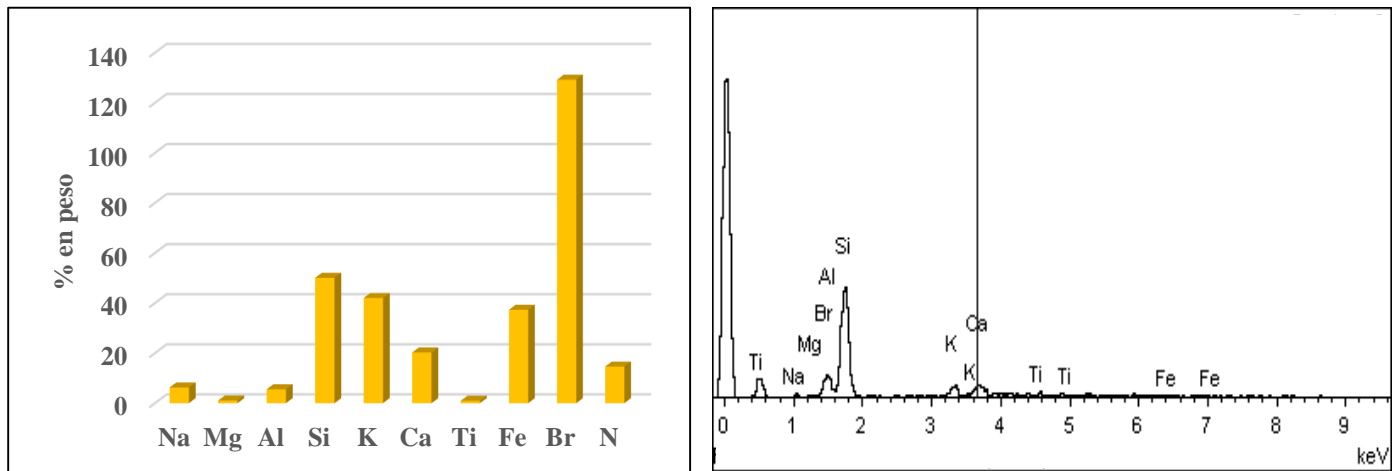 % en peso
140
120
100
80
60
40
20
0
Na Mg Al Si K Ca Ti Fe Br N
Si
Al
Br
Mg
Ti
Na
K
K
Ca
Ti
Ti
Fe
Fe
0 1 2 3 4 5 6 7 8 9
keV